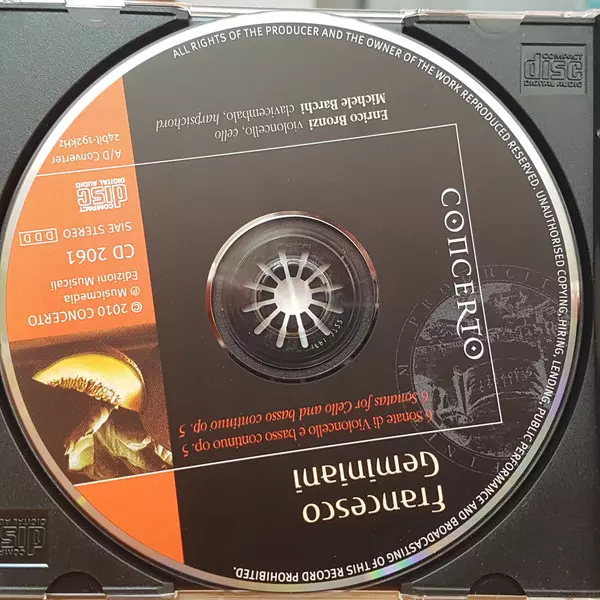 Francesco
Geminiani
6 Sonate di Violoncello e basso continuo op. 5
6 Sonatas for Cello and basso continuo op. 5
CONCERTO
Enrico Bronzi violoncello, cello
Michele Barchi clavicembalo, harpsichord
© 2010 CONCERTO
℗ Musicmedia
Edizioni Musicali
CD 2061
SIAE STEREO DDD
COMPACT
disc
DIGITAL AUDIO
A/D Converter
24bit-192kHz
ALL RIGHTS OF THE PRODUCER AND THE OWNER OF THE WORK REPRODUCED RESERVED. UNAUTHORISED COPYING, HIRING, LENDING, PUBLIC PERFORMANCE AND BROADCASTING OF THIS RECORD PROHIBITED.
COMPACT
disc
DIGITAL AUDIO
disc